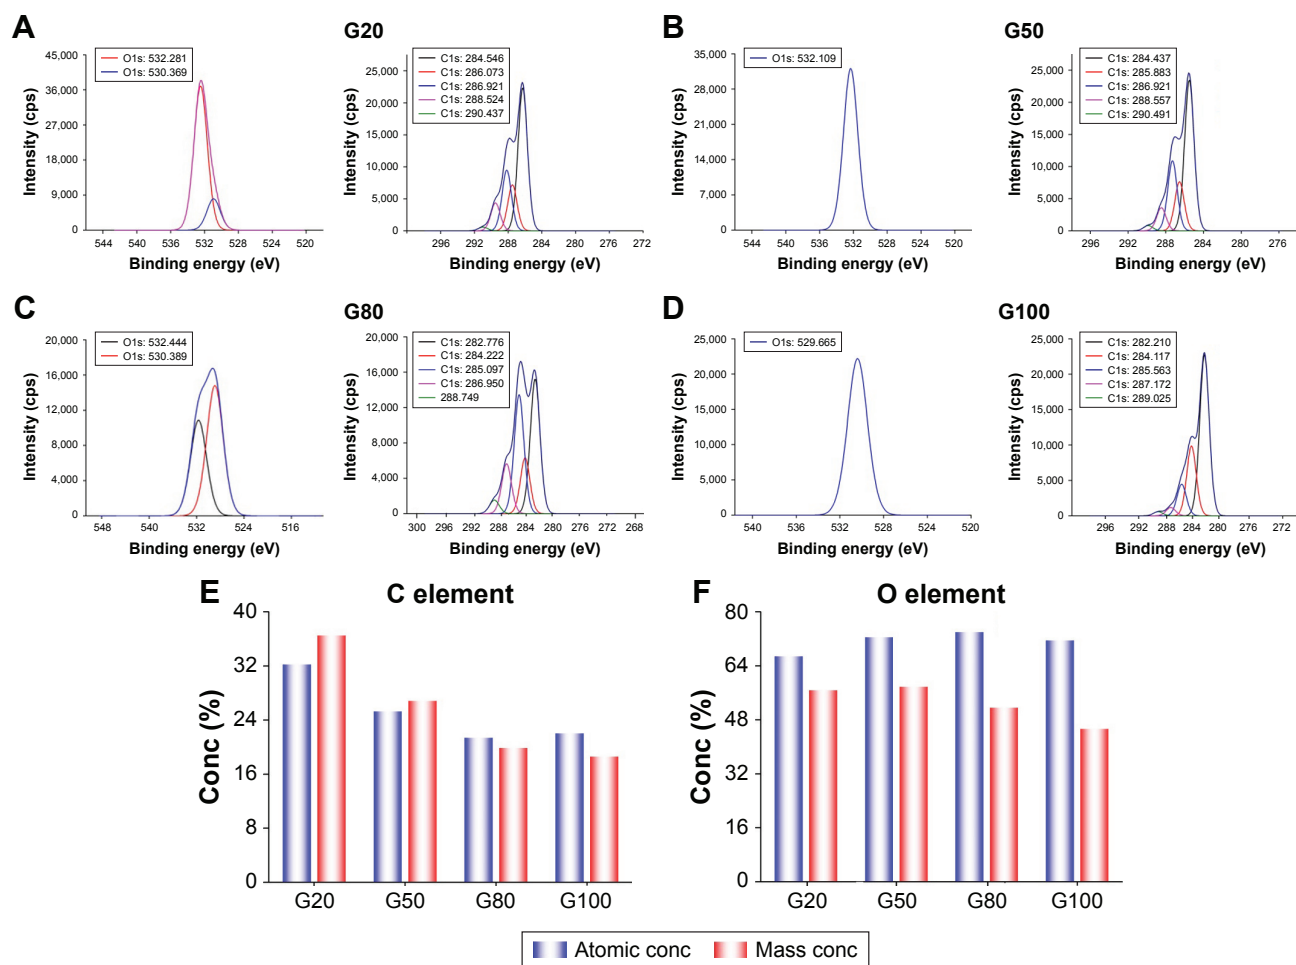 A
G20
B
G50
45,000
36,000
27,000
18,000
9,000
0
Intensity (cps)
O1s: 532.281
O1s: 530.369
544 540 536 532 528 524 520
Binding energy (eV)
25,000
20,000
15,000
10,000
5,000
0
Intensity (cps)
C1s: 284.546
C1s: 286.073
C1s: 286.921
C1s: 288.524
C1s: 290.437
296 292 288 284 280 276 272
Binding energy (eV)
35,000
28,000
21,000
14,000
7,000
0
Intensity (cps)
O1s: 532.109
544 540 536 532 528 524 520
Binding energy (eV)
25,000
20,000
15,000
10,000
5,000
0
Intensity (cps)
C1s: 284.437
C1s: 285.883
C1s: 286.921
C1s: 288.557
C1s: 290.491
296 292 288 284 280 276
Binding energy (eV)
C
G80
D
G100
20,000
16,000
12,000
8,000
4,000
0
Intensity (cps)
O1s: 532.444
O1s: 530.389
548 540 532 524 516
Binding energy (eV)
20,000
16,000
12,000
8,000
4,000
0
Intensity (cps)
C1s: 282.776
C1s: 284.222
C1s: 285.097
C1s: 286.950
288.749
300 296 292 288 284 280 276 272 268
Binding energy (eV)
25,000
20,000
15,000
10,000
5,000
0
Intensity (cps)
O1s: 529.665
540 536 532 528 524 520
Binding energy (eV)
25,000
20,000
15,000
10,000
5,000
0
Intensity (cps)
C1s: 282.210
C1s: 284.117
C1s: 285.563
C1s: 287.172
C1s: 289.025
296 292 288 284 280 276 272
Binding energy (eV)
E
C element
40
32
24
16
8
0
Conc (%)
G20 G50 G80 G100
F
O element
80
64
48
32
16
0
Conc (%)
G20 G50 G80 G100
Atomic conc Mass conc